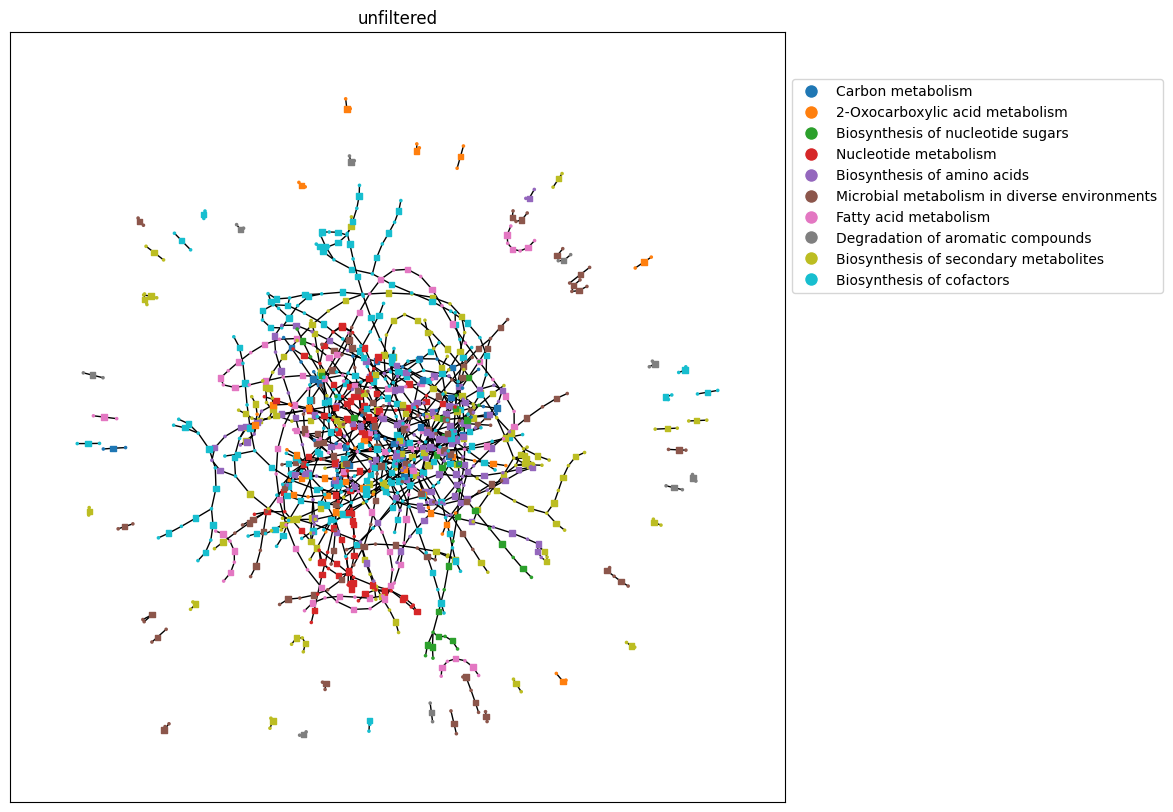 unfiltered
Carbon metabolism
2-Oxocarboxylic acid metabolism
Biosynthesis of nucleotide sugars
Nucleotide metabolism
Biosynthesis of amino acids
Microbial metabolism in diverse environments
Fatty acid metabolism
Degradation of aromatic compounds
Biosynthesis of secondary metabolites
Biosynthesis of cofactors